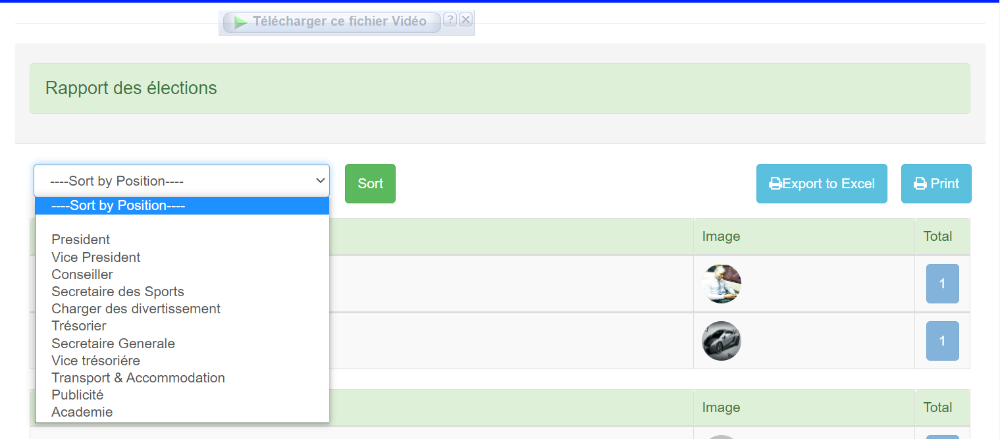 Télécharger ce fichier Vidéo ? X
Rapport des élections
----Sort by Position----
Sort
Export to Excel
Print
----Sort by Position----
President
Vice President
Conseiller
Secretaire des Sports
Charger des divertissement
Trésorier
Secretaire Generale
Vice trésoriére
Transport & Accommodation
Publicité
Academie
Image Total
1
1
Image Total